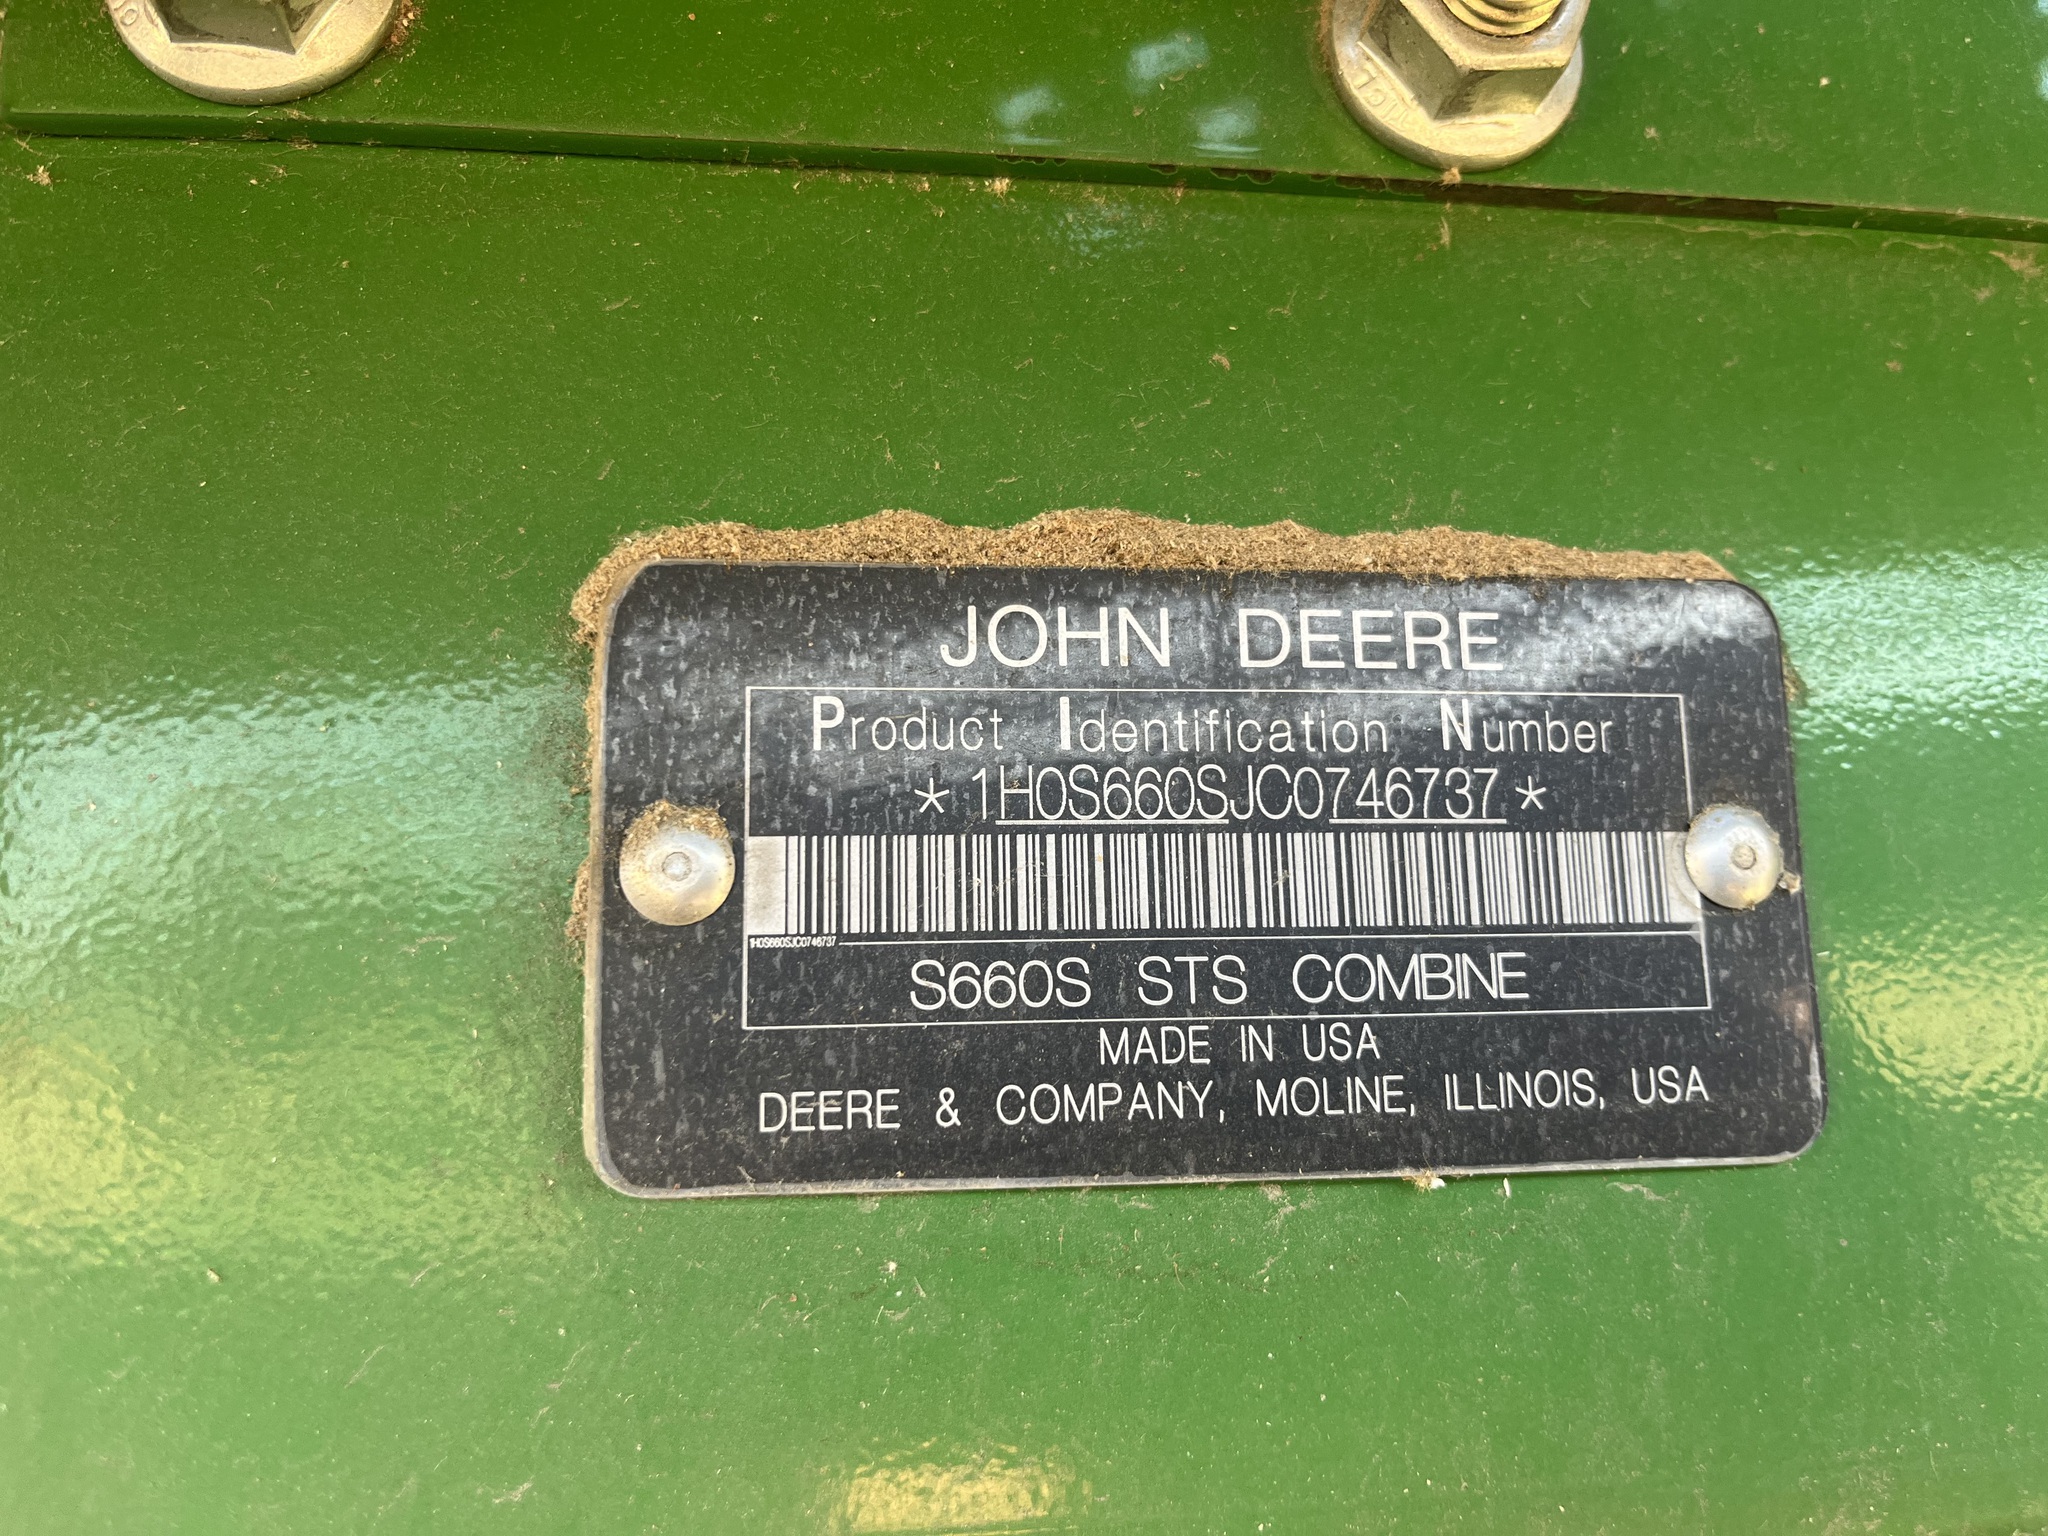 JOHN DEERE
Product Identification Number
*1H0S660SJC0746737*
1H0S660SJC0746737
S660S STS COMBINE
MADE IN USA
DEERE & COMPANY, MOLINE, ILLINOIS, USA